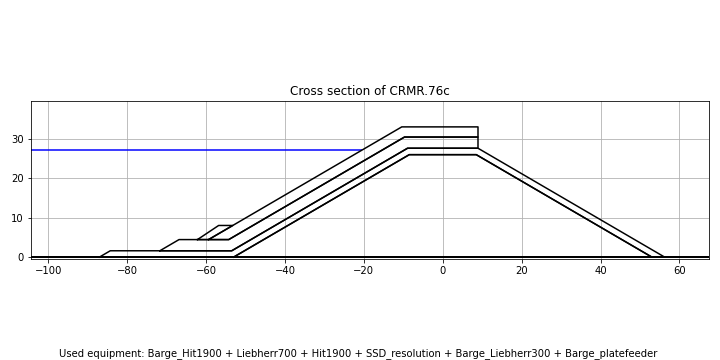 Cross section of CRMR.76c
30
20
10
0
−100 −80 −60 −40 −20 0 20 40 60
Used equipment: Barge_Hit1900 + Liebherr700 + Hit1900 + SSD_resolution + Barge_Liebherr300 + Barge_platefeeder